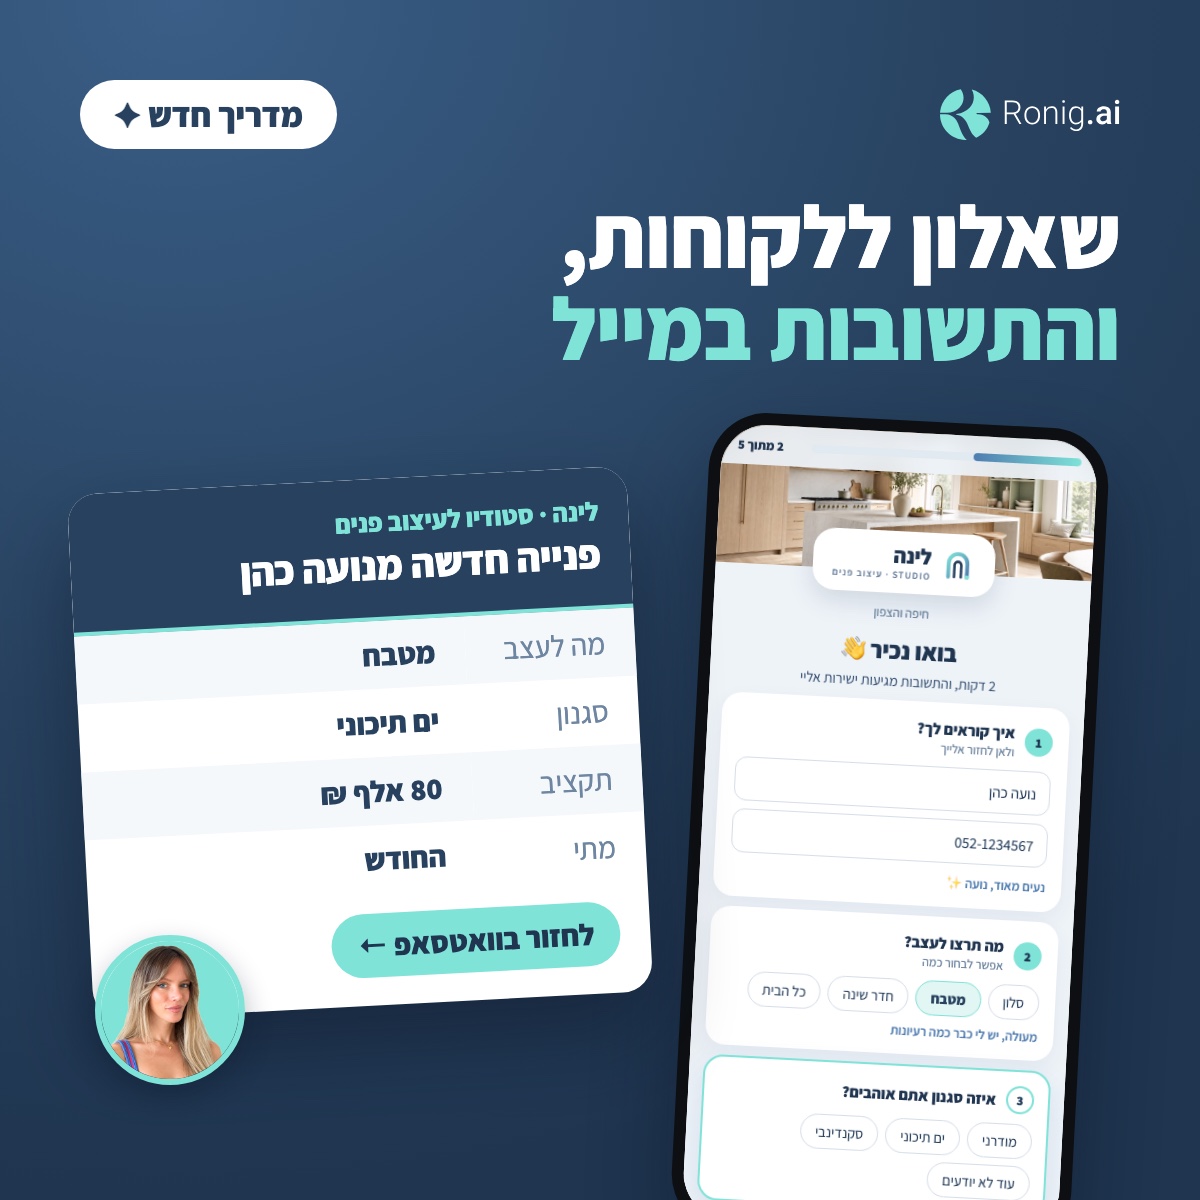 Ronig.ai
מדריך חדש ✦
שאלון ללקוחות,
והתשובות במייל
לינה · סטודיו לעיצוב פנים
פנייה חדשה מנועה כהן
מה לעצב מטבח
סגנון ים תיכוני
תקציב 80 אלף ₪
מתי החודש
לחזור בוואטסאפ ←
2 מתוך 5
לינה
STUDIO · עיצוב פנים
חיפה והצפון
בואו נכיר 👋
2 דקות, והתשובות מגיעות ישירות אליי
1 איך קוראים לך?
ולאן לחזור אלייך
נועה כהן
052-1234567
נעים מאוד, נועה ✨
2 מה תרצו לעצב?
אפשר לבחור כמה
סלון מטבח חדר שינה כל הבית
מעולה, יש לי כבר כמה רעיונות
3 איזה סגנון אתם אוהבים?
מודרני ים תיכוני סקנדינבי
עוד לא יודעים